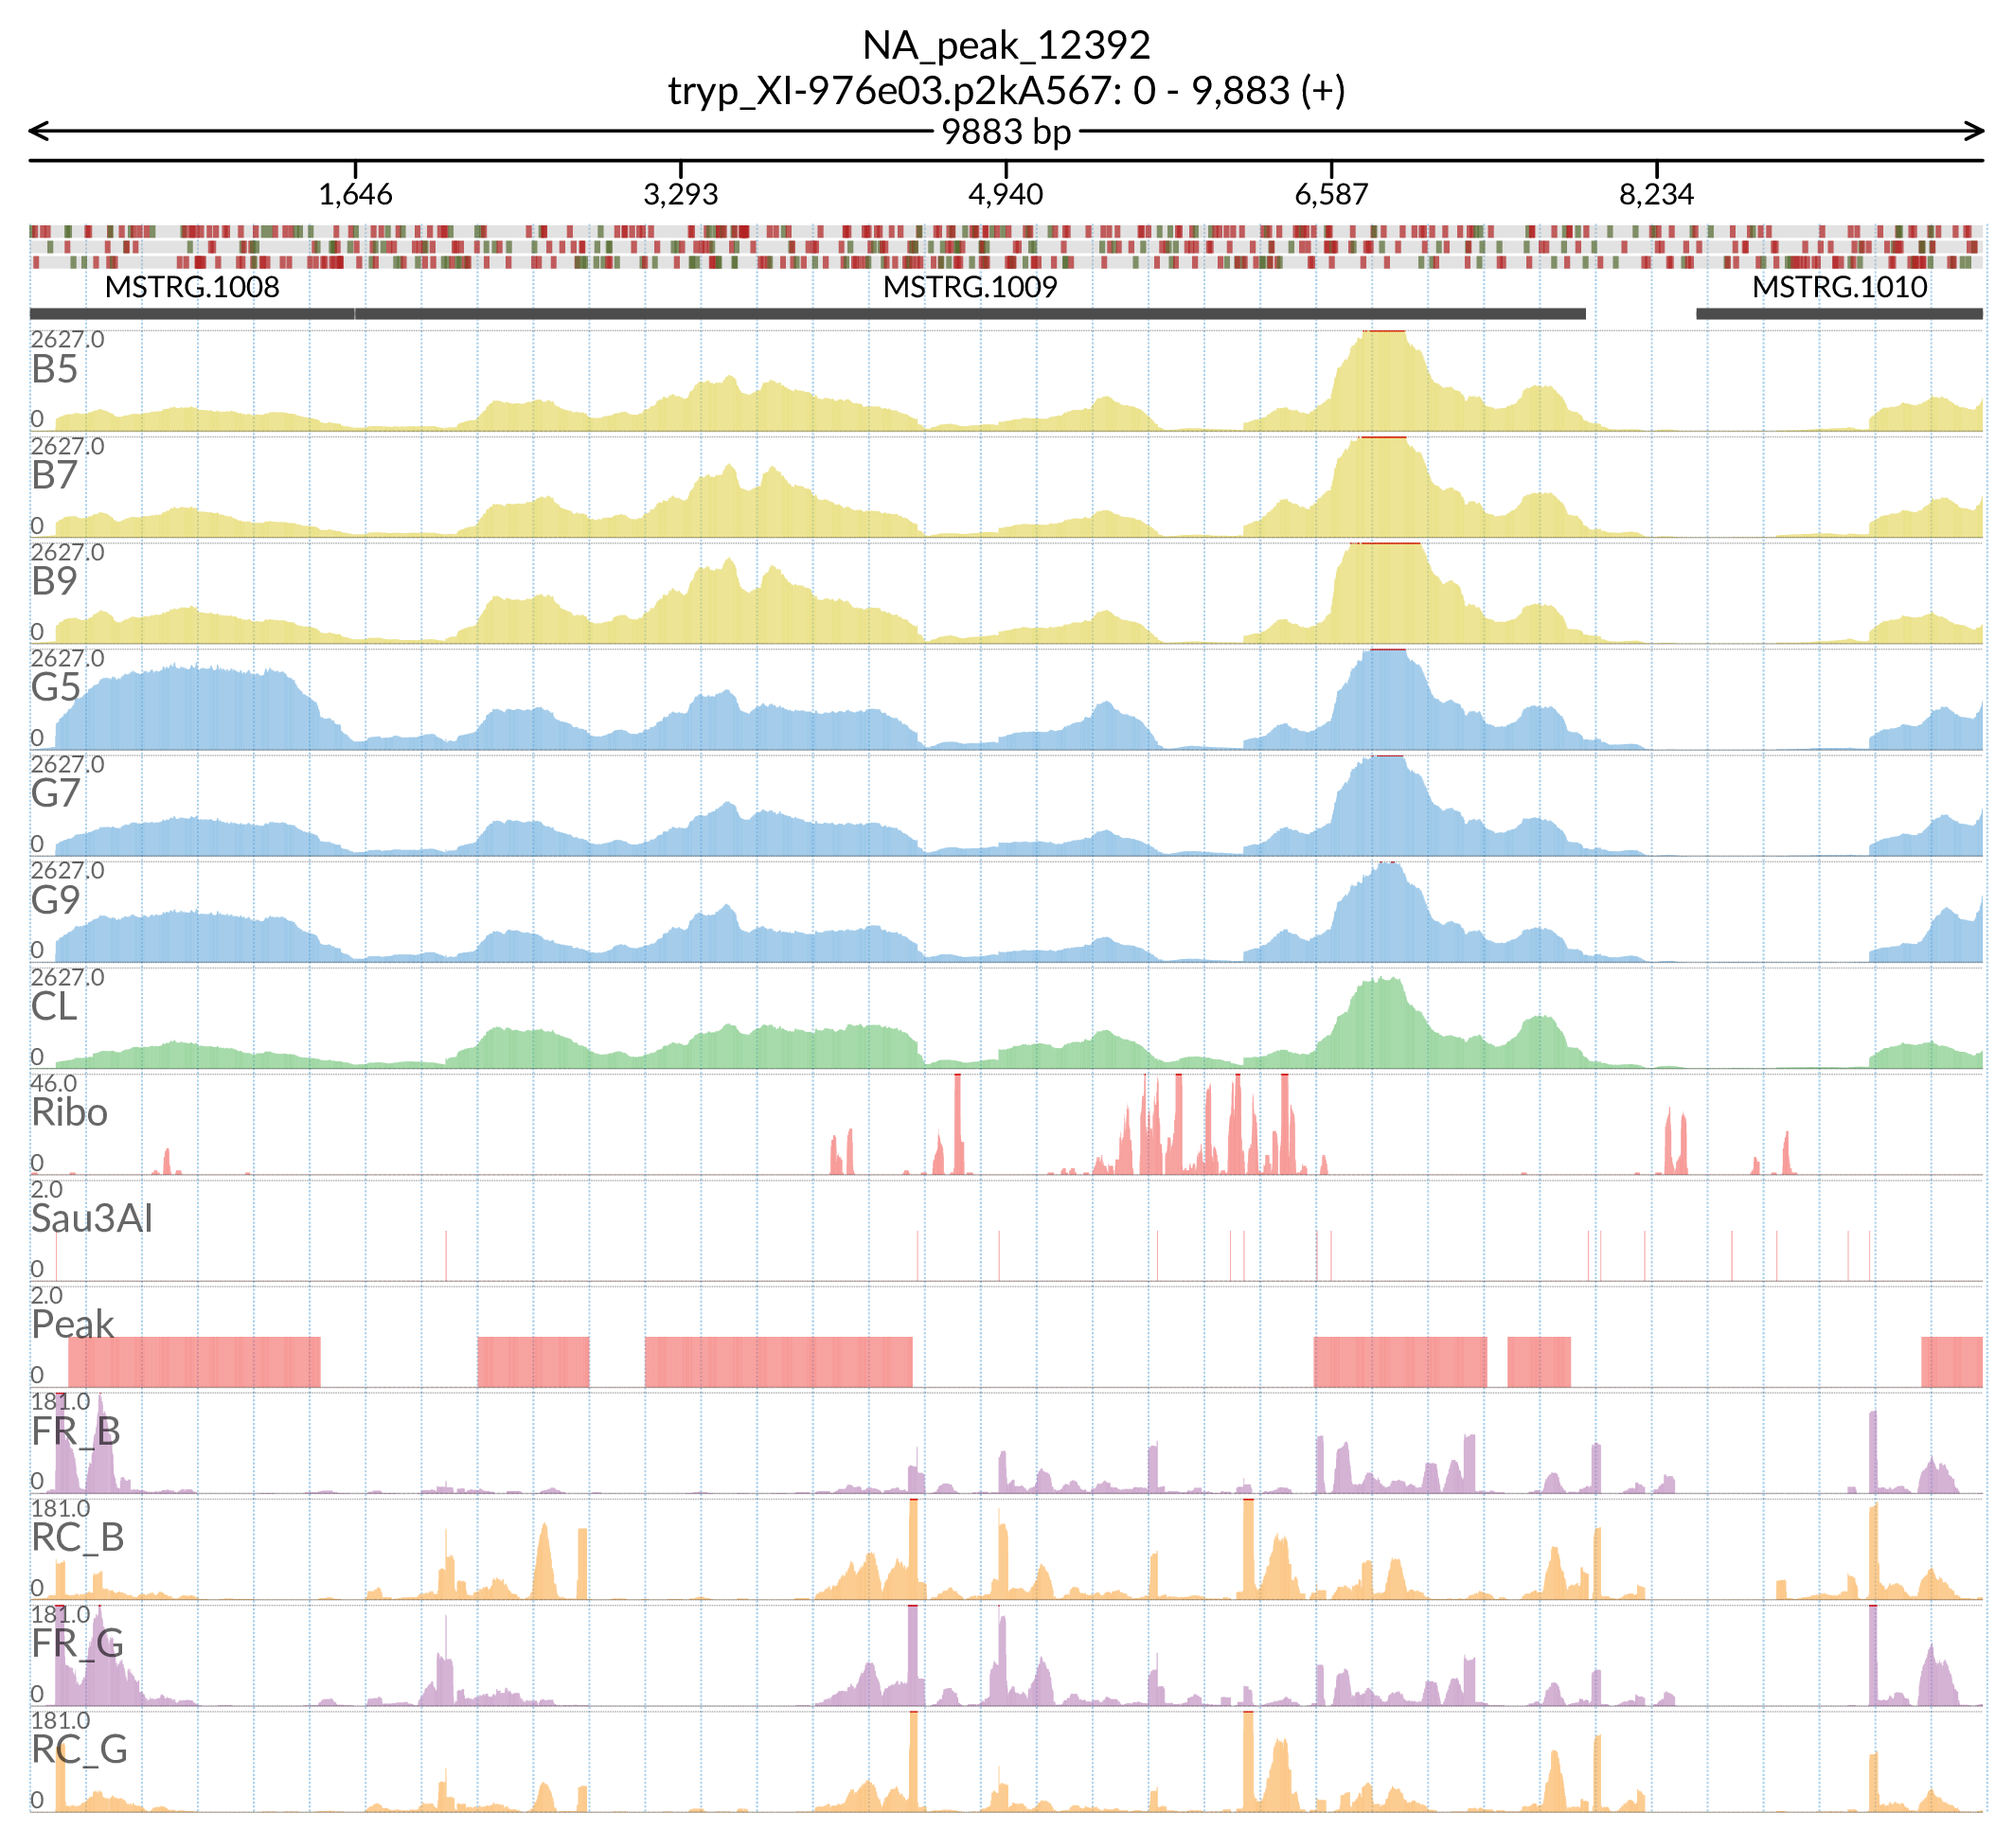 NA_peak_12392
tryp_XI-976e03.p2kA567: 0 - 9,883 (+)
9883 bp
1,646 3,293 4,940 6,587 8,234
MSTRG.1008 MSTRG.1009 MSTRG.1010
2627.0
B5
0
2627.0
B7
0
2627.0
B9
0
2627.0
G5
0
2627.0
G7
0
2627.0
G9
0
2627.0
CL
0
46.0
Ribo
0
2.0
Sau3AI
0
2.0
Peak
0
181.0
FR_B
0
181.0
RC_B
0
181.0
FR_G
0
181.0
RC_G
0